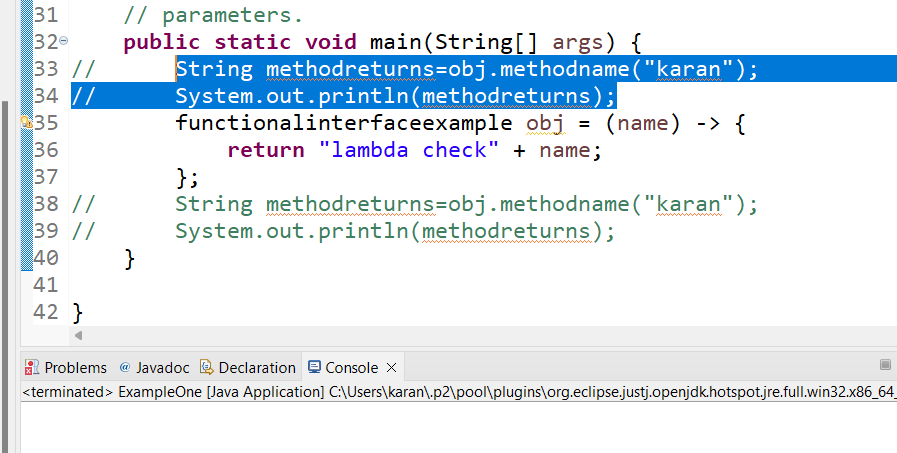 31 // parameters.
32 public static void main(String[] args) {
33 // String methodreturns=obj.methodname("karan");
34 // System.out.println(methodreturns);
35 functionalinterfaceexample obj = (name) -> {
36 return "lambda check" + name;
37 };
38 // String methodreturns=obj.methodname("karan");
39 // System.out.println(methodreturns);
40 }
41
42 }
Problems @ Javadoc Declaration Console
<terminated> ExampleOne [Java Application] C:\Users\karan\.p2\pool\plugins\org.eclipse.justj.openjdk.hotspot.jre.full.win32.x86_64_